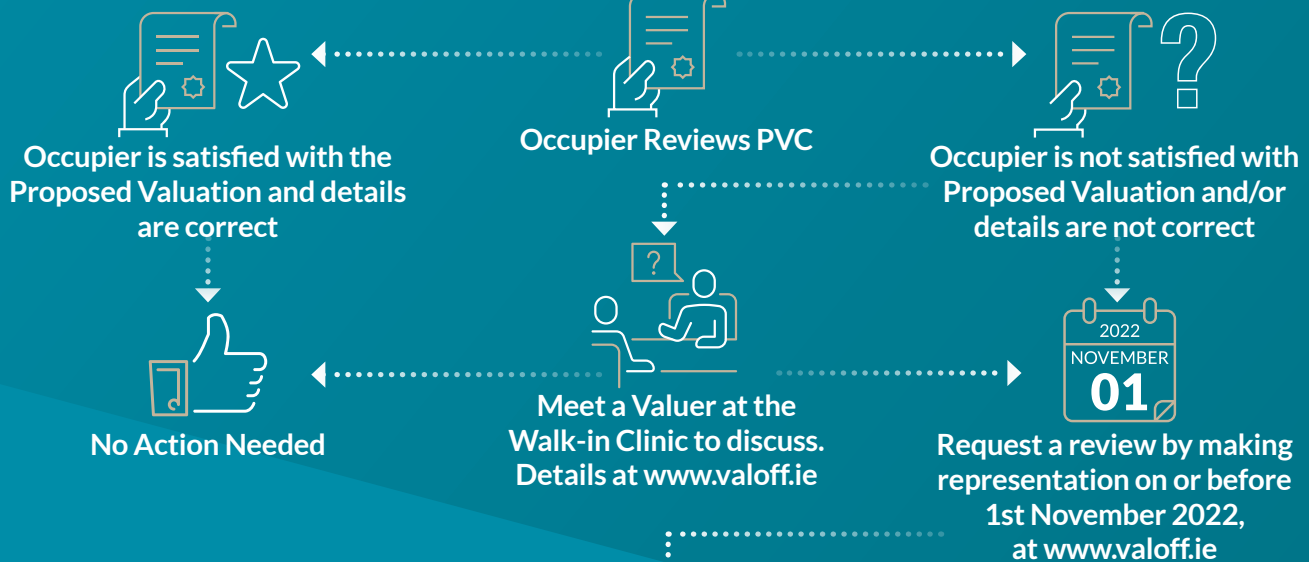 Occupier Reviews PVC
Occupier is satisfied with the
Proposed Valuation and details
are correct
Occupier is not satisfied with
Proposed Valuation and/or
details are not correct
?
2022
NOVEMBER
01
No Action Needed
Meet a Valuer at the
Walk-in Clinic to discuss.
Details at www.valoff.ie
Request a review by making
representation on or before
1st November 2022,
at www.valoff.ie